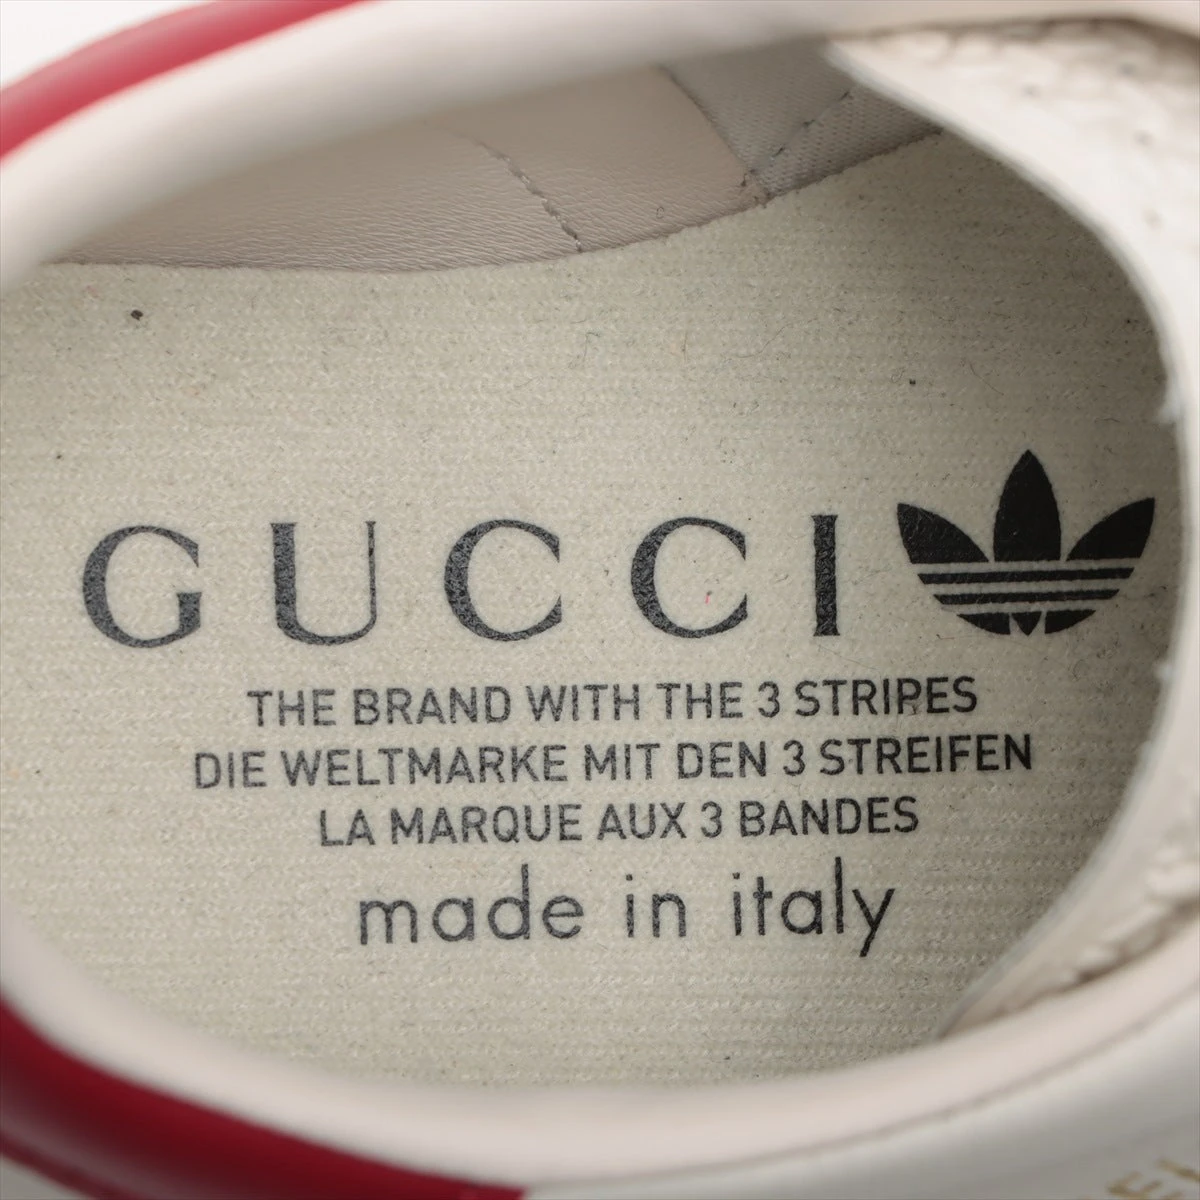 GUCCI
THE BRAND WITH THE 3 STRIPES
DIE WELTMARKE MIT DEN 3 STREIFEN
LA MARQUE AUX 3 BANDES
made in italy